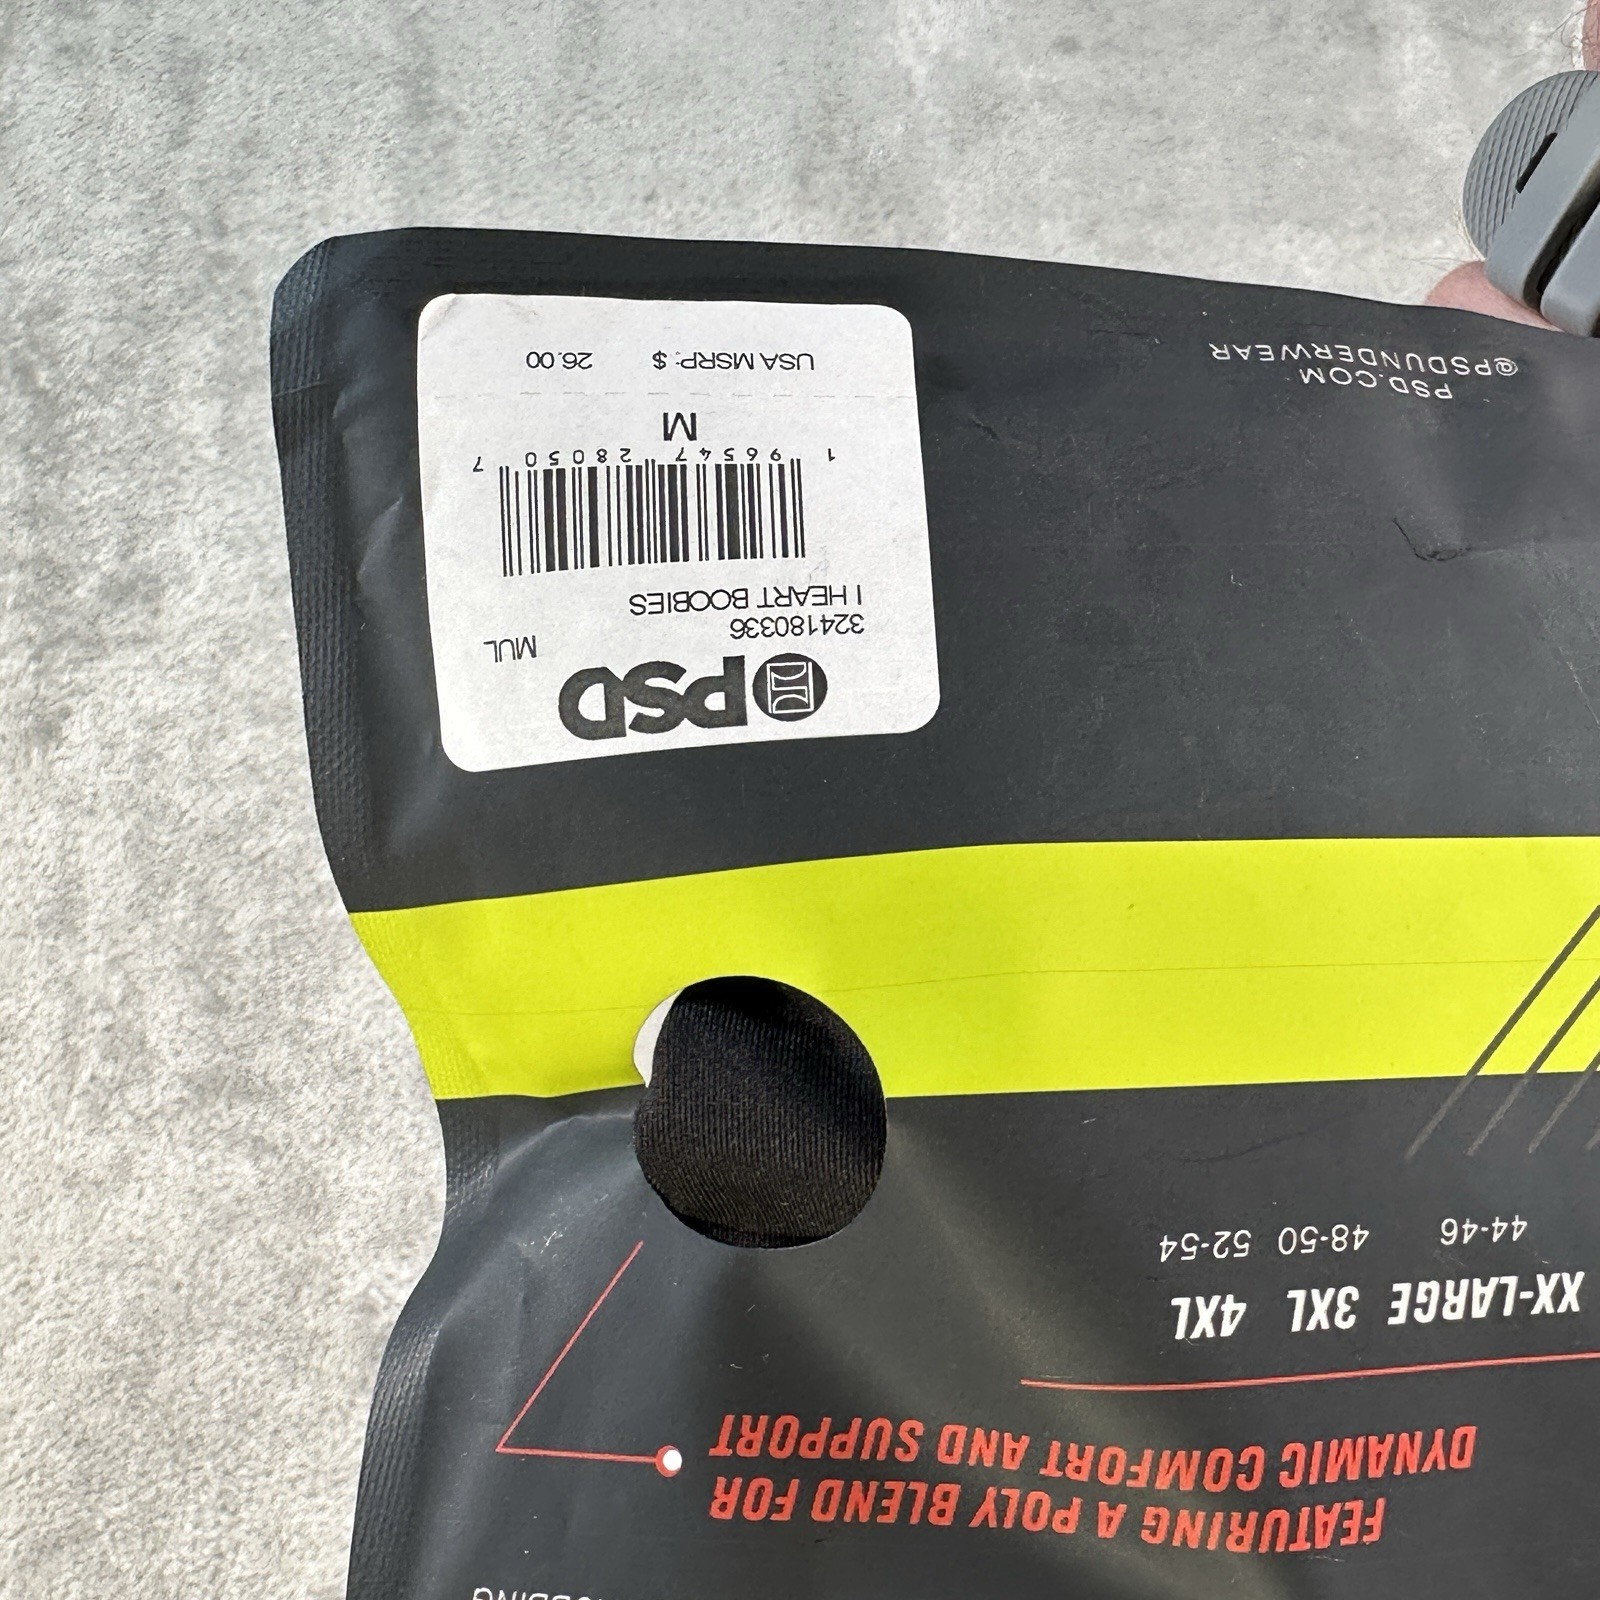 FEATURING A POLY BLEND FOR
DYNAMIC COMFORT AND SUPPORT
XX-LARGE 3XL 4XL
44-46 48-50 52-54
PSD
324180336 MUL
I HEART BOOBIES
1 96547 28050 7
M
USA MSRP: $ 26.00
PSD.COM
@PSDUNDERWEAR